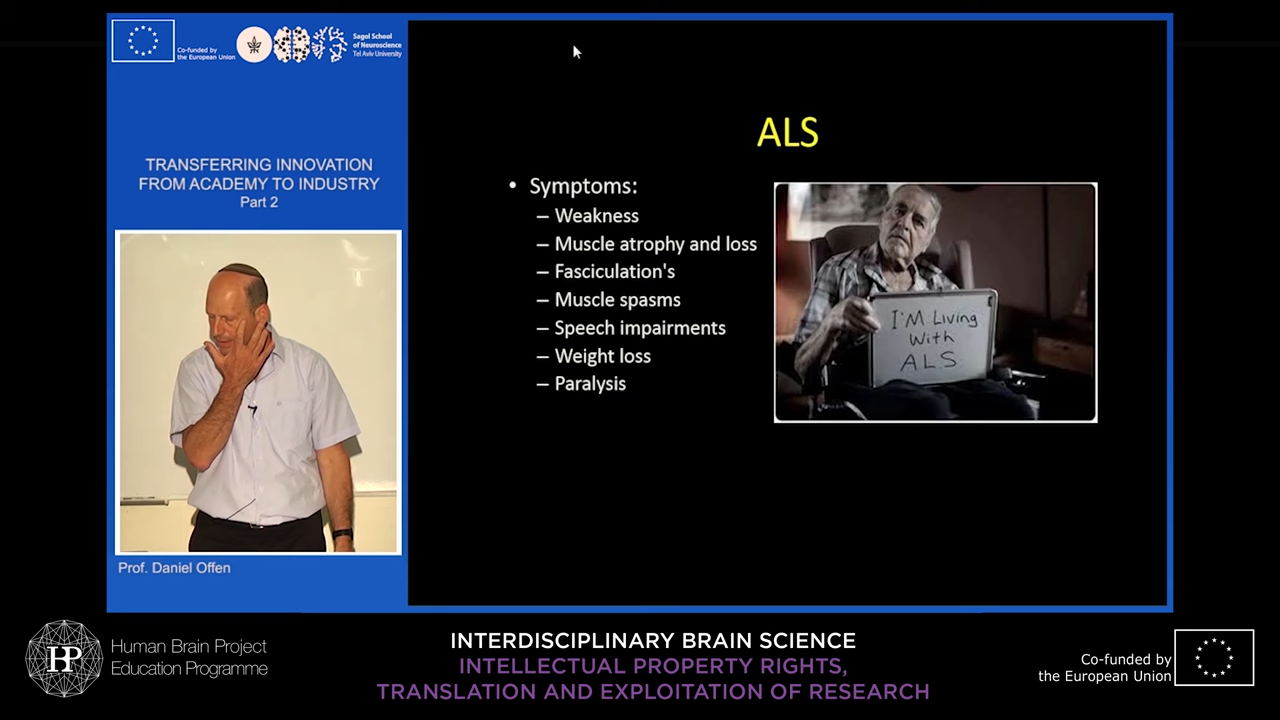 Co-funded by
the European Union
Sagol School
of Neuroscience
Tel Aviv University
TRANSFERRING INNOVATION
FROM ACADEMY TO INDUSTRY
Part 2
Prof. Daniel Offen
ALS
• Symptoms:
– Weakness
– Muscle atrophy and loss
– Fasciculation's
– Muscle spasms
– Speech impairments
– Weight loss
– Paralysis
I'M Living
With
ALS
HBP
Human Brain Project
Education Programme
INTERDISCIPLINARY BRAIN SCIENCE
INTELLECTUAL PROPERTY RIGHTS,
TRANSLATION AND EXPLOITATION OF RESEARCH
Co-funded by
the European Union